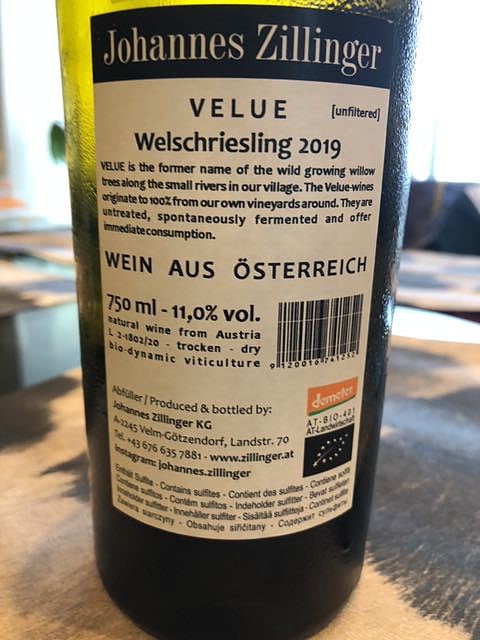 Johannes Zillinger
VELUE [unfiltered]
Welschriesling 2019
VELUE is the former name of the wild growing willow
trees along the small rivers in our village. The Velue-wines
originate to 100% from our own vineyards around. They are
untreated, spontaneously fermented and offer
immediate consumption.
WEIN AUS ÖSTERREICH
750 ml - 11,0% vol.
natural wine from Austria
L 2-1802/20 - trocken - dry
bio-dynamic viticulture
Abfüller / Produced & bottled by:
Johannes Zillinger KG
A-2245 Velm-Götzendorf, Landstr. 70
Tel. +43 676 635 7881 - www.zillinger.at
Instagram: johannes.zillinger
demeter
AT-BIO-401
AT-Landwirtschaft
Enthält Sulfite - Contains sulfites - Contient des sulfites - Contiene solfiti
Contiene sulfitos - Contém sulfitos - Indeholder sulfitter - Bevat sulfieten
Inneholder sulfitter - Innehåller sulfiter - Sisältää sulfiitteja -
Zawiera siarczyny - Obsahuje siřičitany - Содержит сульфиты